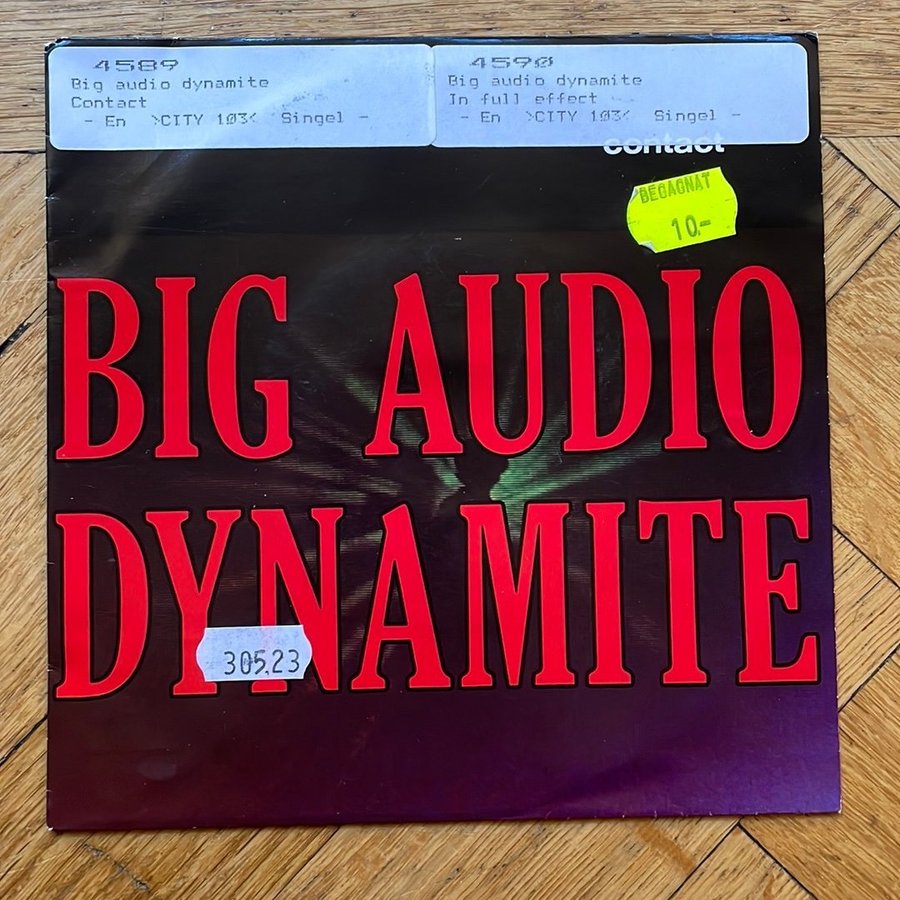 4589
Big audio dynamite
Contact
- En >CITY 103< Singel -
4590
Big audio dynamite
In full effect
- En >CITY 103< Singel -
contact
BEGAGNAT
10.-
BIG AUDIO
DYNAMITE
305.23